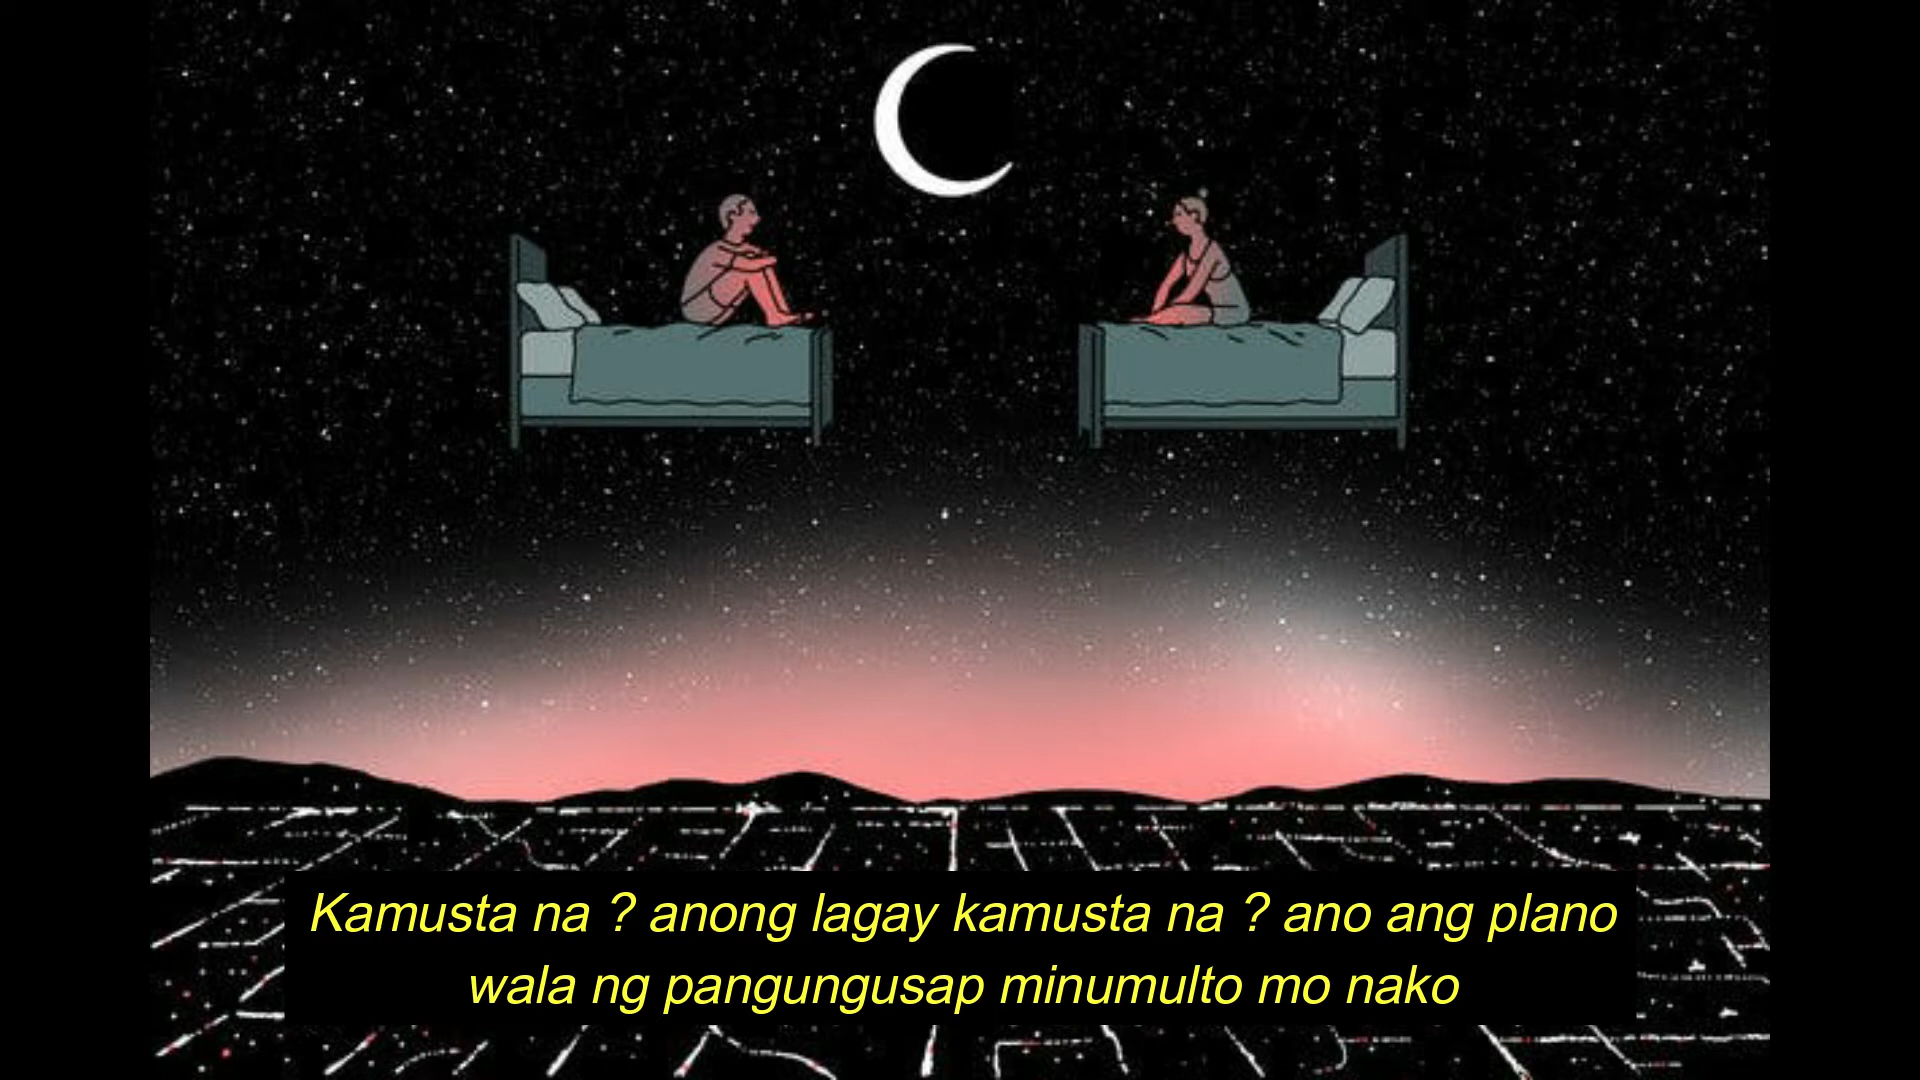 Kamusta na ? anong lagay kamusta na ? ano ang plano
wala ng pangungusap minumulto mo nako